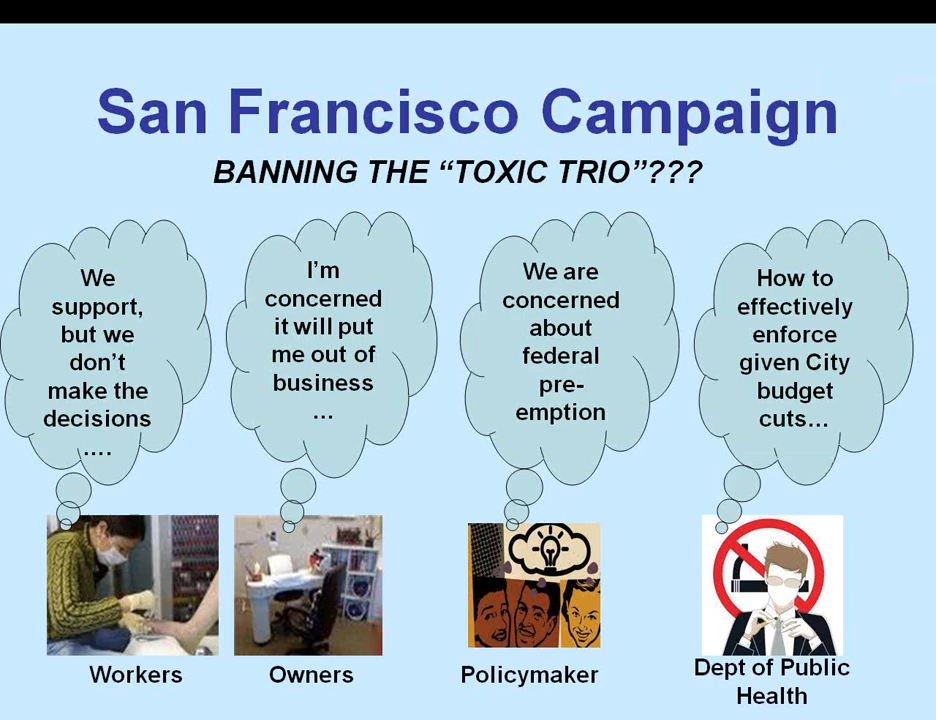 San Francisco Campaign
BANNING THE “TOXIC TRIO”???
We
support,
but we
don’t
make the
decisions
....
I’m
concerned
it will put
me out of
business
...
We are
concerned
about
federal
pre-
emption
How to
effectively
enforce
given City
budget
cuts...
Workers
Owners
Policymaker
Dept of Public
Health